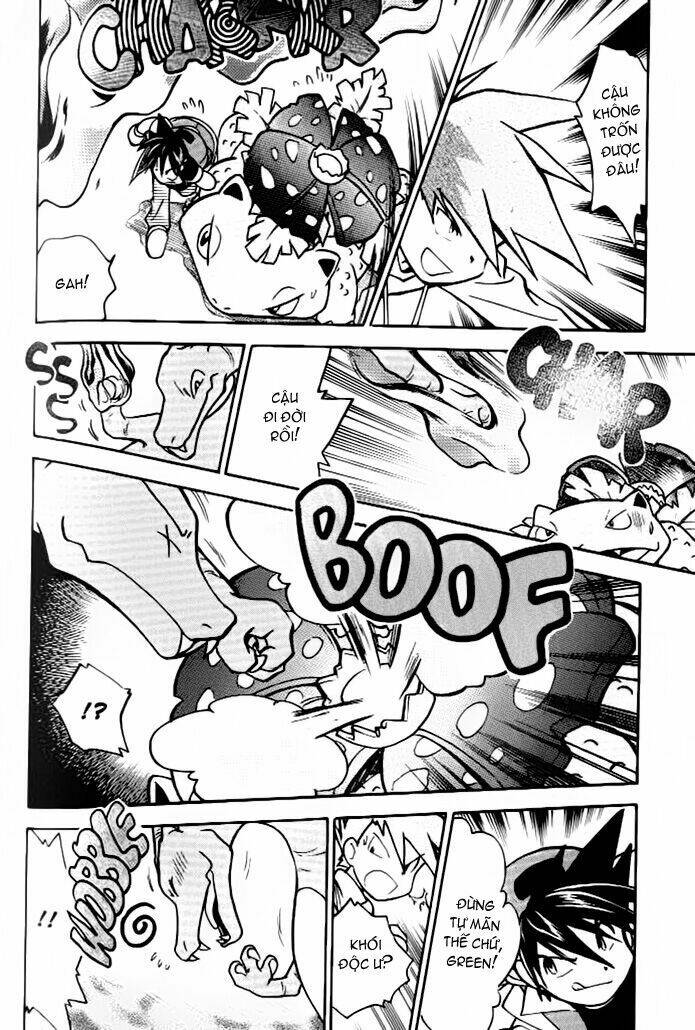 CHARAR
CẬU
KHÔNG
TRỐN
ĐƯỢC
ĐÂU!
GAH!
CHAR
CẬU
ĐI ĐỜI
RỒI!
SSS
BOOF
!?
ĐỪNG
TỰ MÃN
THẾ CHỨ,
GREEN!
KHÓI
ĐỘC Ư?
WOBBLE
!!